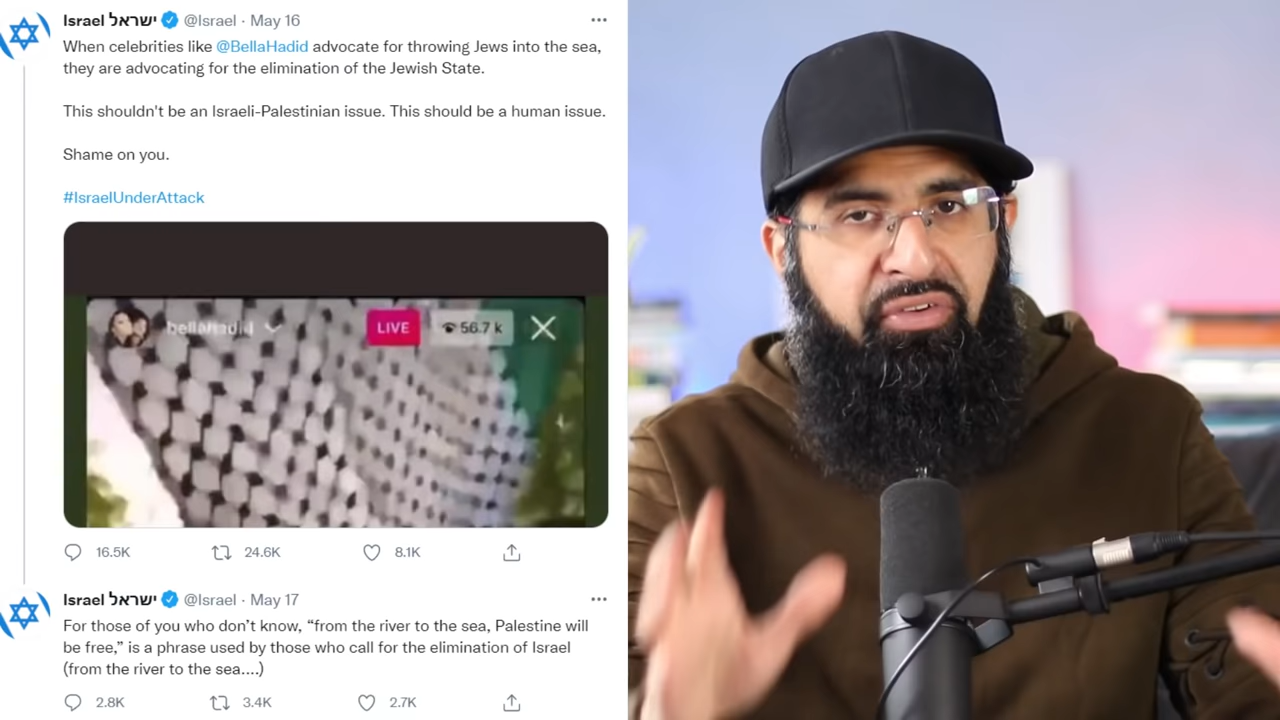 Israel ישראל @Israel · May 16
When celebrities like @BellaHadid advocate for throwing Jews into the sea,
they are advocating for the elimination of the Jewish State.
This shouldn't be an Israeli-Palestinian issue. This should be a human issue.
Shame on you.
#IsraelUnderAttack
bellahadid LIVE 56.7 k
16.5K 24.6K 8.1K
Israel ישראל @Israel · May 17
For those of you who don’t know, “from the river to the sea, Palestine will
be free,” is a phrase used by those who call for the elimination of Israel
(from the river to the sea....)
2.8K 3.4K 2.7K